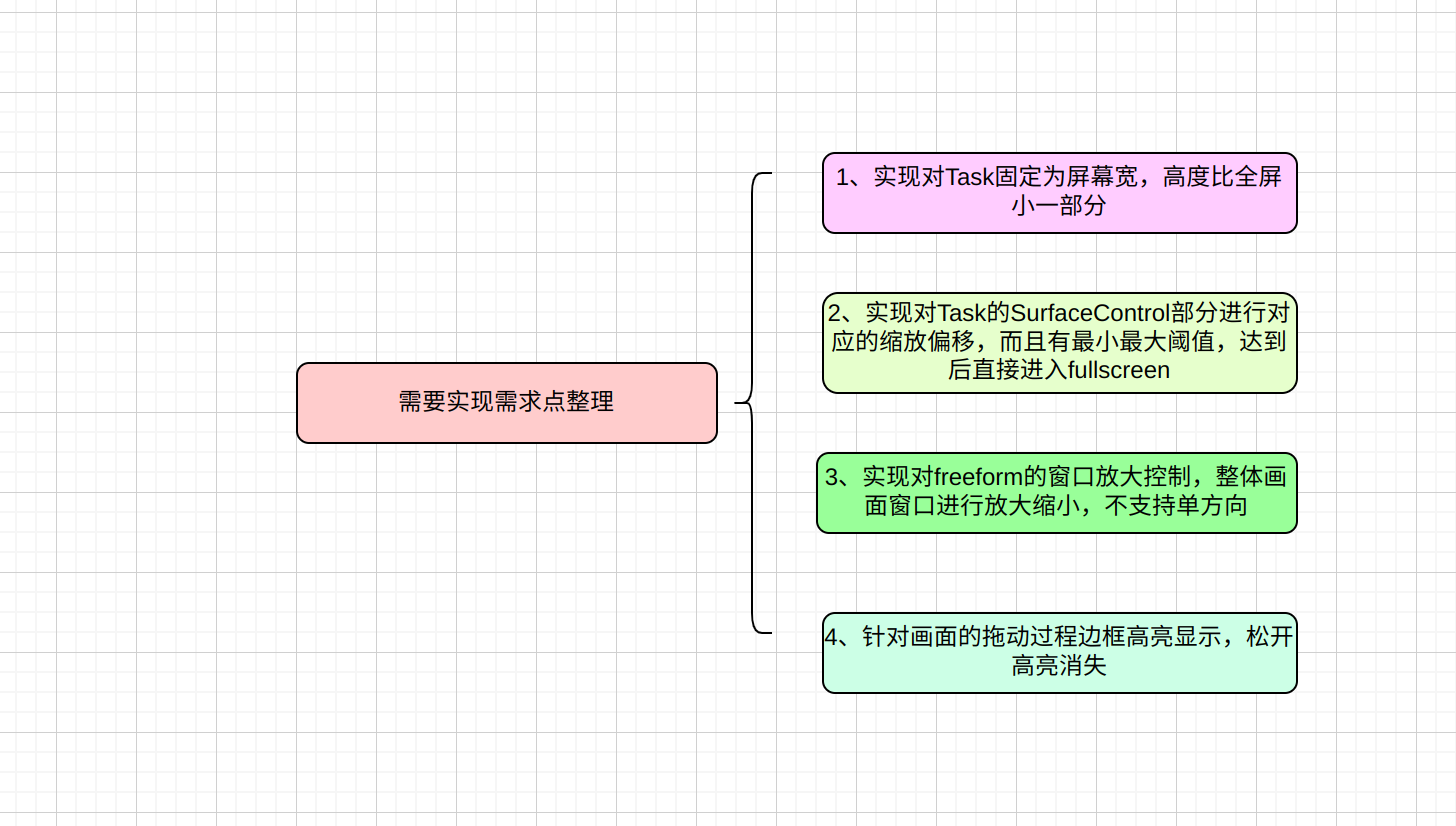 需要实现需求点整理
1、实现对Task固定为屏幕宽，高度比全屏
小一部分
2、实现对Task的SurfaceControl部分进行对
应的缩放偏移，而且有最小最大阈值，达到
后直接进入fullscreen
3、实现对freeform的窗口放大控制，整体画
面窗口进行放大缩小，不支持单方向
4、针对画面的拖动过程边框高亮显示，松开
高亮消失